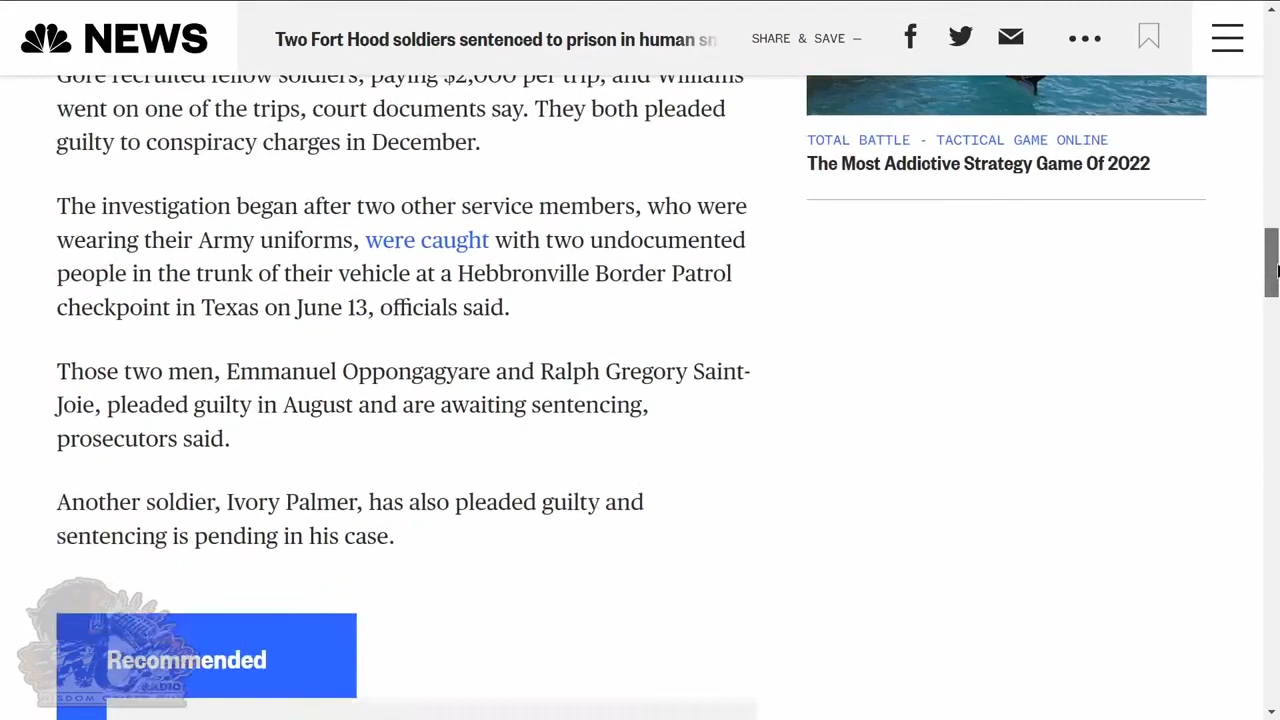 NEWS
Two Fort Hood soldiers sentenced to prison in human
SHARE & SAVE —
Gore recruited fellow soldiers, paying $2,000 per trip, and Williams
went on one of the trips, court documents say. They both pleaded
guilty to conspiracy charges in December.
The investigation began after two other service members, who were
wearing their Army uniforms, were caught with two undocumented
people in the trunk of their vehicle at a Hebbronville Border Patrol
checkpoint in Texas on June 13, officials said.
Those two men, Emmanuel Oppongagyare and Ralph Gregory Saint-
Joie, pleaded guilty in August and are awaiting sentencing,
prosecutors said.
Another soldier, Ivory Palmer, has also pleaded guilty and
sentencing is pending in his case.
Recommended
TOTAL BATTLE - TACTICAL GAME ONLINE
The Most Addictive Strategy Game Of 2022